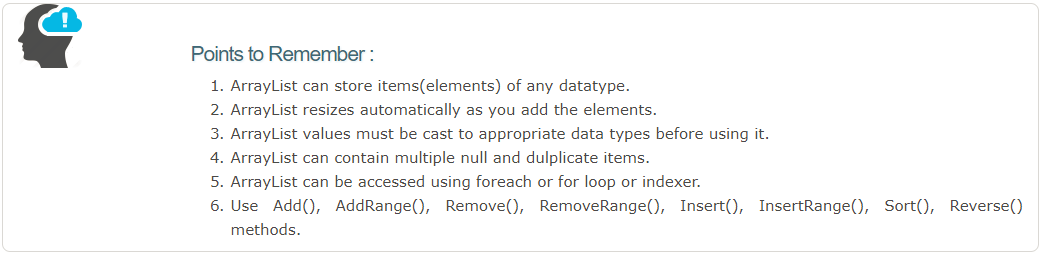 Points to Remember :
1. ArrayList can store items(elements) of any datatype.
2. ArrayList resizes automatically as you add the elements.
3. ArrayList values must be cast to appropriate data types before using it.
4. ArrayList can contain multiple null and dulplicate items.
5. ArrayList can be accessed using foreach or for loop or indexer.
6. Use Add(), AddRange(), Remove(), RemoveRange(), Insert(), InsertRange(), Sort(), Reverse()
methods.